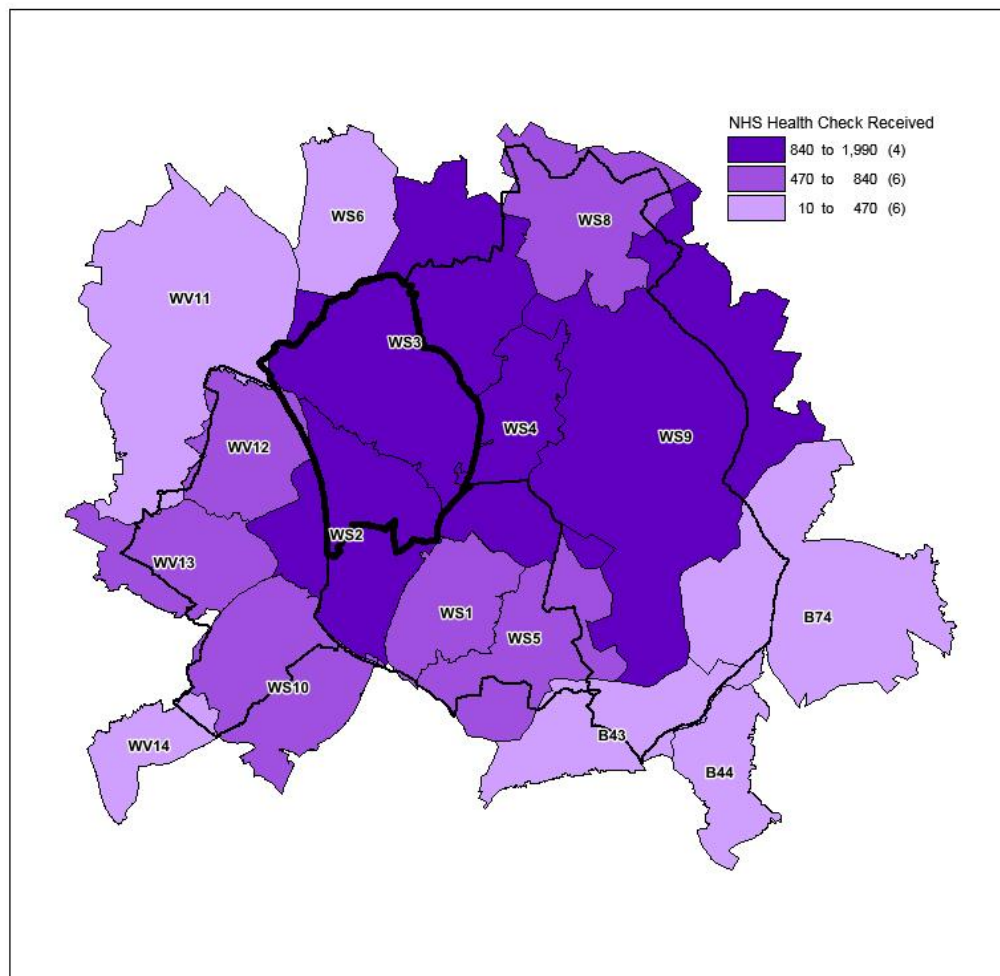 NHS Health Check Received
840 to 1,990 (4)
470 to 840 (6)
10 to 470 (6)
WS6
WS8
WV11
WS3
WS4
WS9
WV12
WS2
WV13
WS1
WS5
B74
WS10
B43
WV14
B44